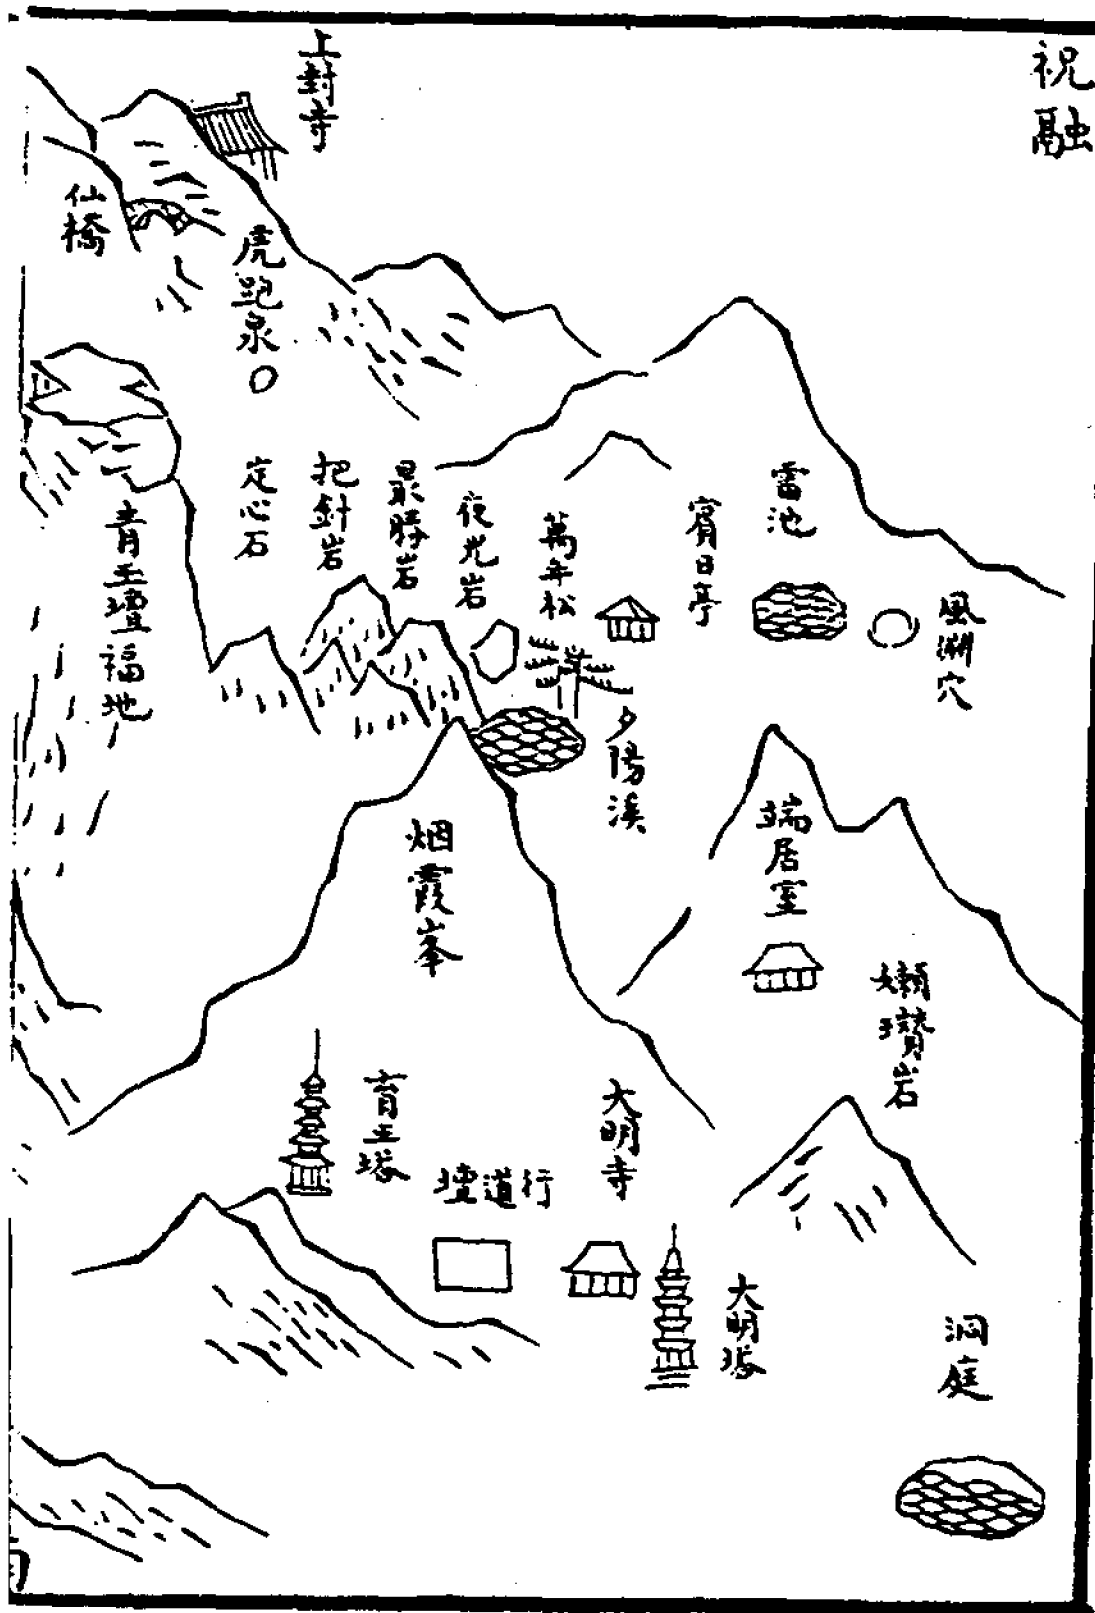 祝融
上封寺
仙橋
虎跑泉
青玉壇福地
定心石
把針岩
最勝岩
夜光岩
萬年松
賓日亭
雷池
風洞穴
夕陽溪
烟霞峯
端居室
嬾瓚岩
育王塔
行道壇
大明寺
大明塔
洞庭